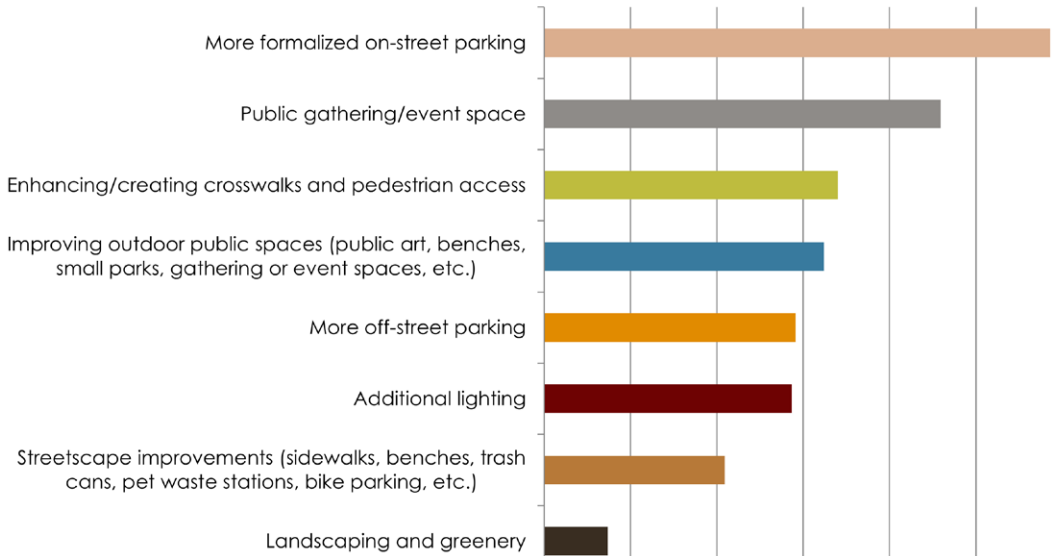 More formalized on-street parking
Public gathering/event space
Enhancing/creating crosswalks and pedestrian access
Improving outdoor public spaces (public art, benches,
small parks, gathering or event spaces, etc.)
More off-street parking
Additional lighting
Streetscape improvements (sidewalks, benches, trash
cans, pet waste stations, bike parking, etc.)
Landscaping and greenery